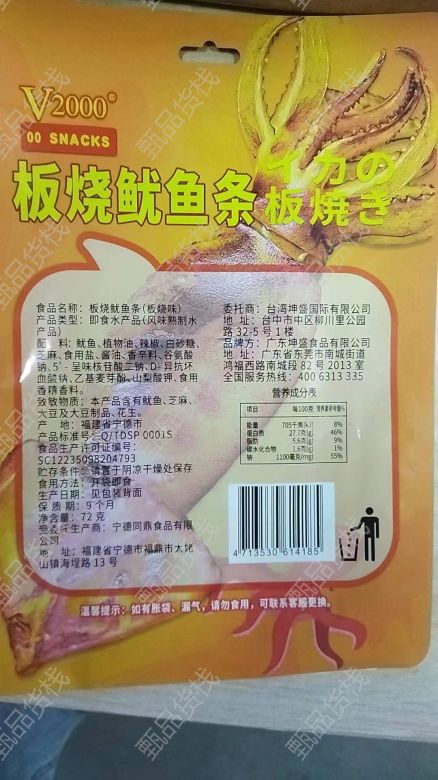 V2000®
00 SNACKS
板烧鱿鱼条
イカの
板焼き
食品名称：板烧鱿鱼条(板烧味)
产品类型：即食水产品(风味熟制水
产品)
配 料：鱿鱼、植物油、辣椒、白砂糖、
芝麻、食用盐、酱油、香辛料、谷氨酸
钠、5'-呈味核苷酸二钠、D-异抗坏
血酸钠、乙基麦芽酚、山梨酸钾、食用
香精香料。
致敏物质：本产品含有鱿鱼、芝麻、
大豆及大豆制品、花生。
产 地：福建省宁德市
产品标准号：Q/TDSP 0001S
食品生产许可证编号：
SC12235098204793
贮存条件：请置于阴凉干燥处保存
食用方法：开袋即食
生产日期：见包装背面
保 质 期：9个月
净含量：72克
受委托生产商：宁德同鼎食品有限公
司
地 址：福建省宁德市福鼎市太姥
山镇海埕路13号
委托商：台湾坤盛国际有限公司
地 址：台中市中区柳川里公园
路32-5号1楼
品牌方：广东坤盛食品有限公司
地 址：广东省东莞市南城街道
鸿福西路南城段82号2013室
全国服务热线：400 6313 335
营养成分表
项目 每100克 营养素参考值%
能量 705千焦(kJ) 8%
蛋白质 27.7克(g)
脂肪 5.6克(g) 9%
碳水化合物 1.6克(g) 1%
钠 1100毫克(mg) 55%
4713530614185
温馨提示：如有胀袋、漏气，请勿食用，可联系客服更换。
甄品货栈